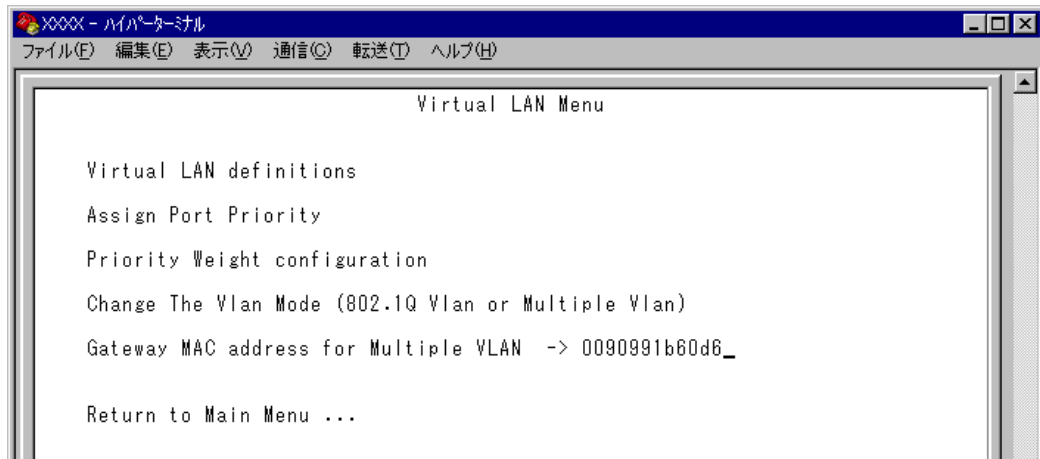 XXXX - ハイパーターミナル
ファイル(F) 編集(E) 表示(V) 通信(C) 転送(T) ヘルプ(H)
Virtual LAN Menu
Virtual LAN definitions
Assign Port Priority
Priority Weight configuration
Change The Vlan Mode (802.1Q Vlan or Multiple Vlan)
Gateway MAC address for Multiple VLAN -> 0090991b60d6_
Return to Main Menu ...